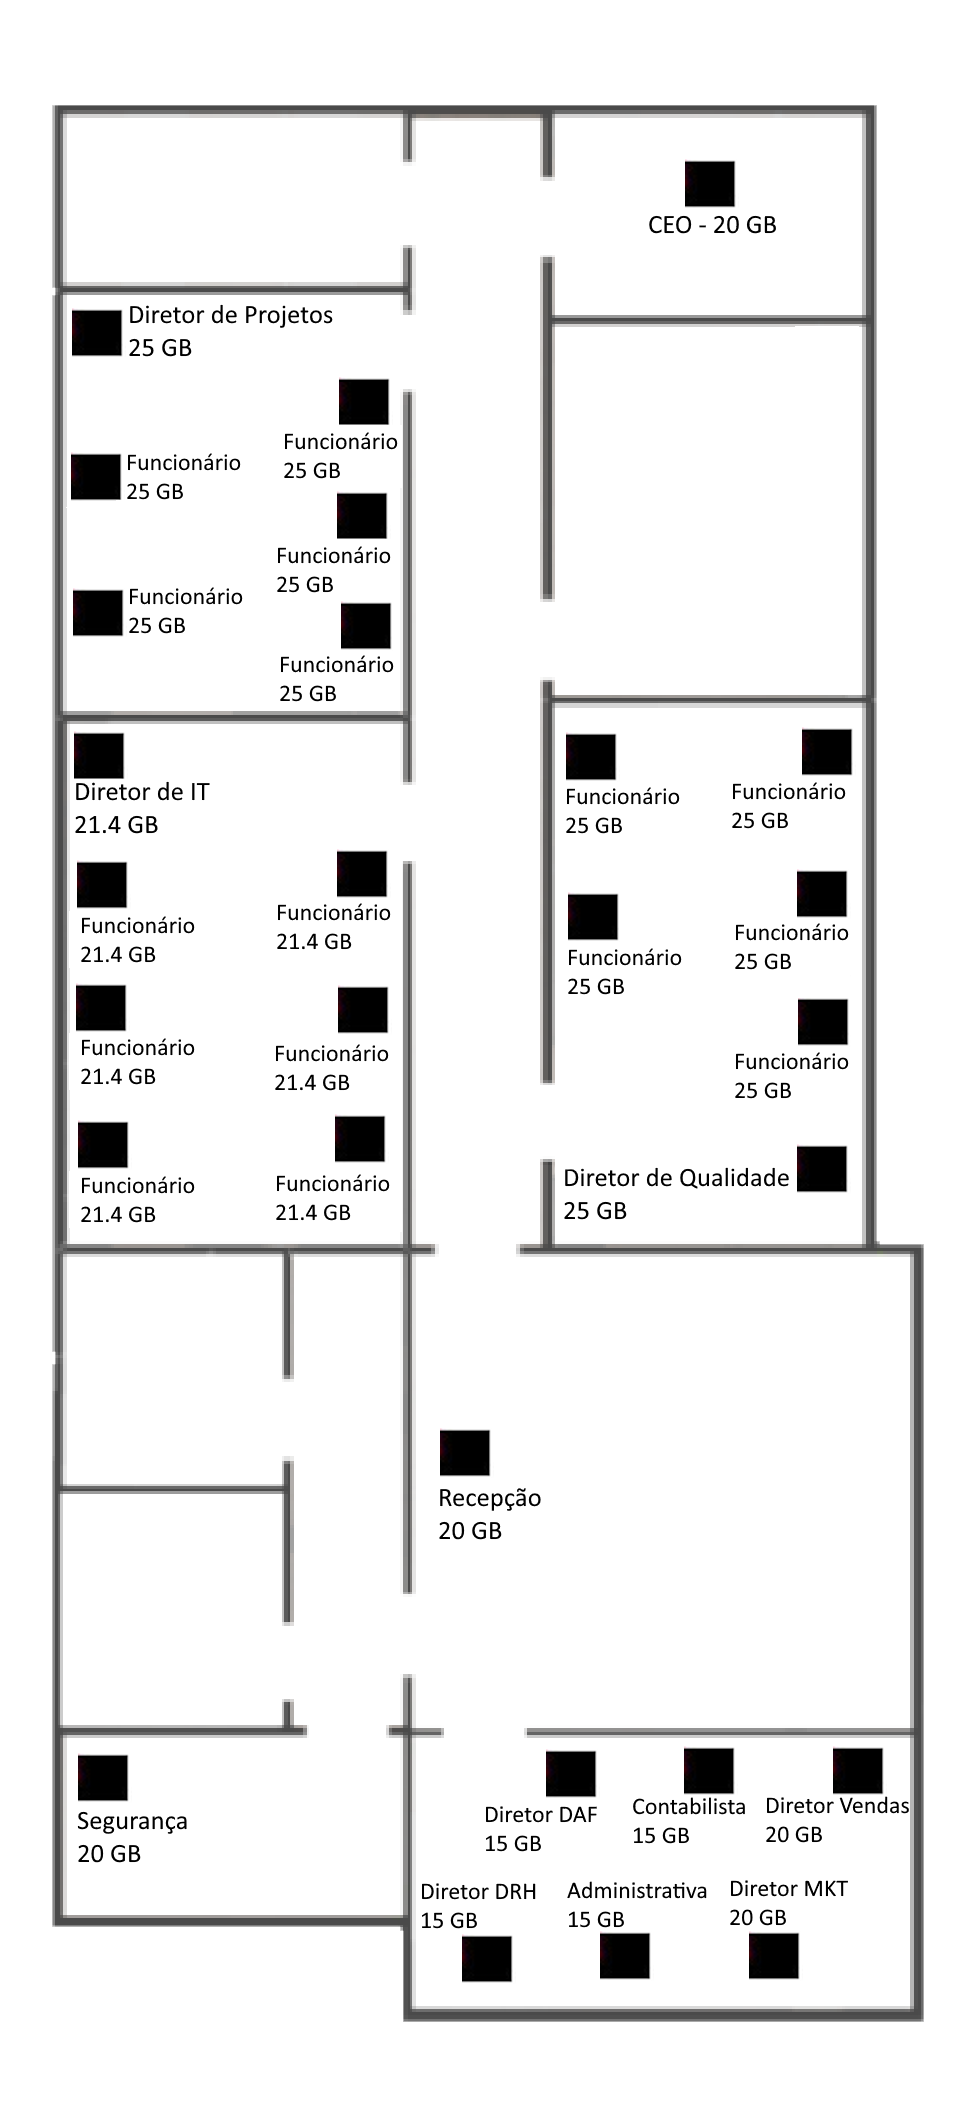 CEO - 20 GB
Diretor de Projetos
25 GB
Funcionário
25 GB
Funcionário
25 GB
Funcionário
25 GB
Funcionário
25 GB
Funcionário
25 GB
Diretor de IT
21.4 GB
Funcionário
21.4 GB
Funcionário
21.4 GB
Funcionário
21.4 GB
Funcionário
21.4 GB
Funcionário
21.4 GB
Funcionário
21.4 GB
Funcionário
25 GB
Funcionário
25 GB
Funcionário
25 GB
Funcionário
25 GB
Funcionário
25 GB
Diretor de Qualidade
25 GB
Recepção
20 GB
Segurança
20 GB
Diretor DAF
15 GB
Contabilista
15 GB
Diretor Vendas
20 GB
Diretor DRH
15 GB
Administrativa
15 GB
Diretor MKT
20 GB